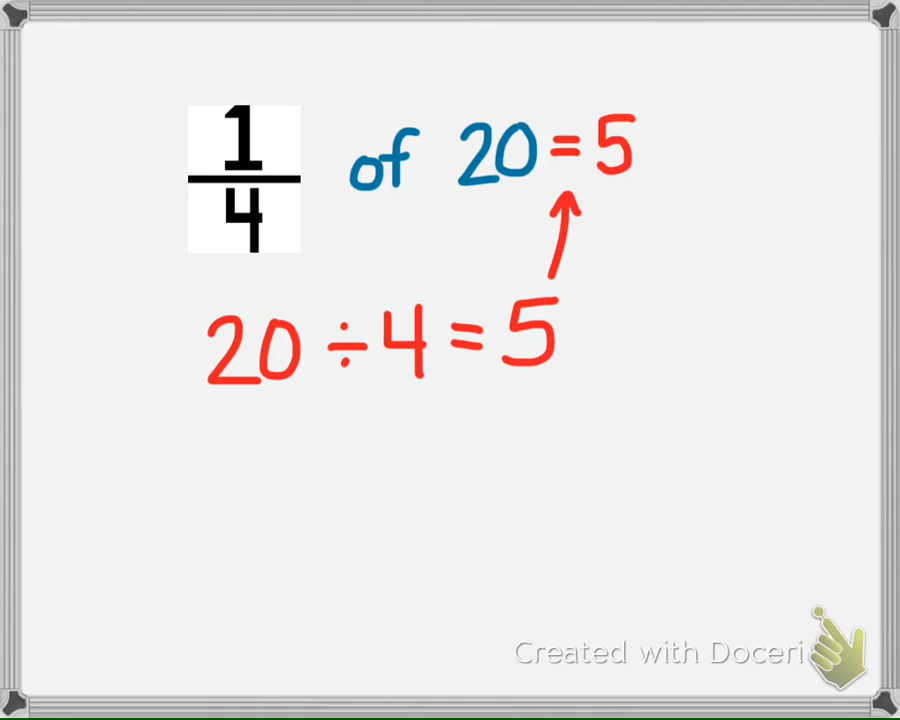 1/4 of 20 = 5
20 ÷ 4 = 5
Created with Doceri